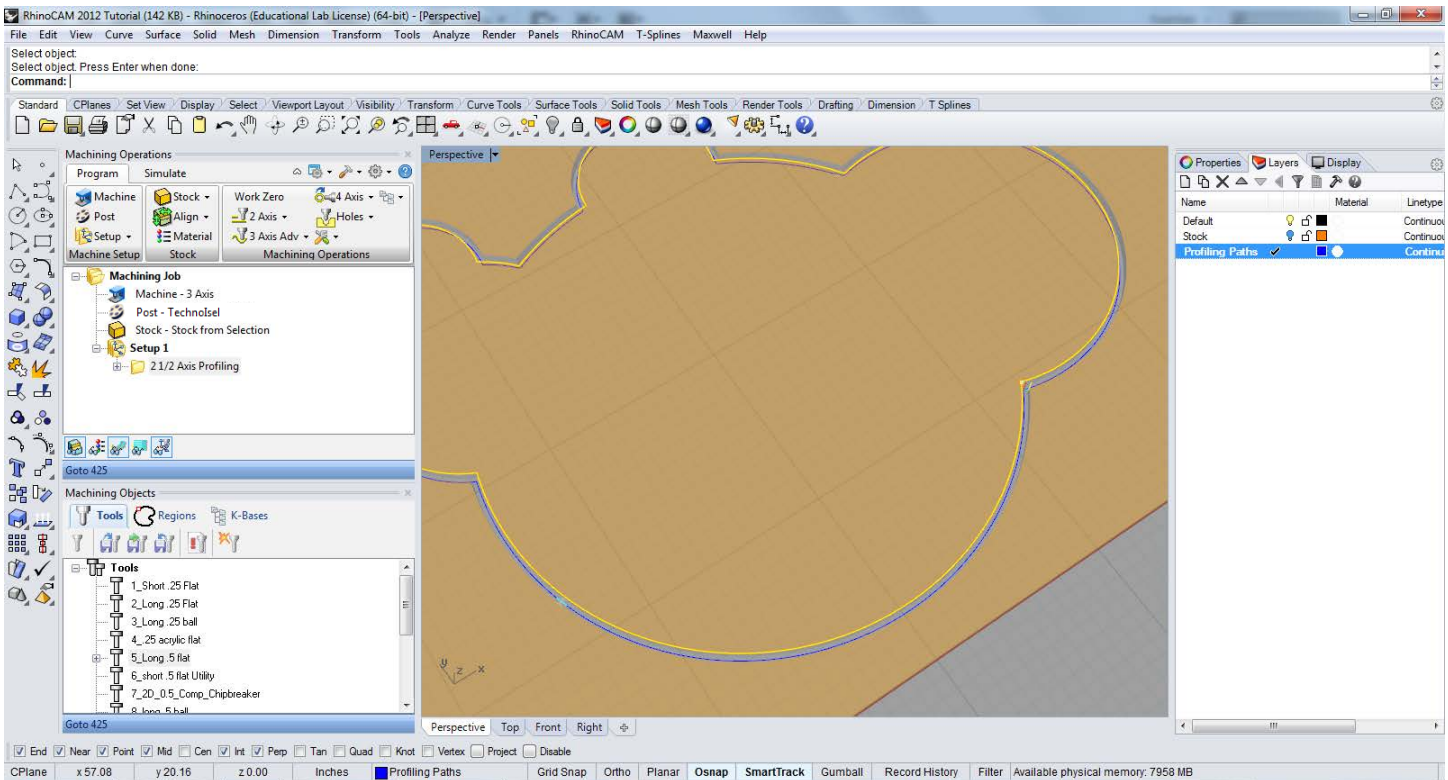 RhinoCAM 2012 Tutorial (142 KB) - Rhinoceros (Educational Lab License) (64-bit) - [Perspective]
File Edit View Curve Surface Solid Mesh Dimension Transform Tools Analyze Render Panels RhinoCAM T-Splines Maxwell Help
Select object:
Select object. Press Enter when done:
Command:
Standard CPlanes Set View Display Select Viewport Layout Visibility Transform Curve Tools Surface Tools Solid Tools Mesh Tools Render Tools Drafting Dimension T Splines
Machining Operations
Program Simulate
Machine Stock Work Zero 4 Axis
Post Align 2 Axis Holes
Setup Material 3 Axis Adv
Machine Setup Stock Machining Operations
Machining Job
Machine - 3 Axis
Post - TechnoIsel
Stock - Stock from Selection
Setup 1
2 1/2 Axis Profiling
Goto 425
Machining Objects
Tools Regions K-Bases
Tools
1_Short .25 Flat
2_Long .25 Flat
3_Long .25 ball
4_.25 acrylic flat
5_Long .5 flat
6_short .5 flat Utility
7_2D_0.5_Comp_Chipbreaker
8_long .5 ball
Goto 425
Perspective
y z x
Perspective Top Front Right
Properties Layers Display
Name Material Linetype
Default Continuou
Stock Continuou
Profiling Paths Continu
End Near Point Mid Cen Int Perp Tan Quad Knot Vertex Project Disable
CPlane x 57.08 y 20.16 z 0.00 Inches Profiling Paths Grid Snap Ortho Planar Osnap SmartTrack Gumball Record History Filter Available physical memory: 7958 MB